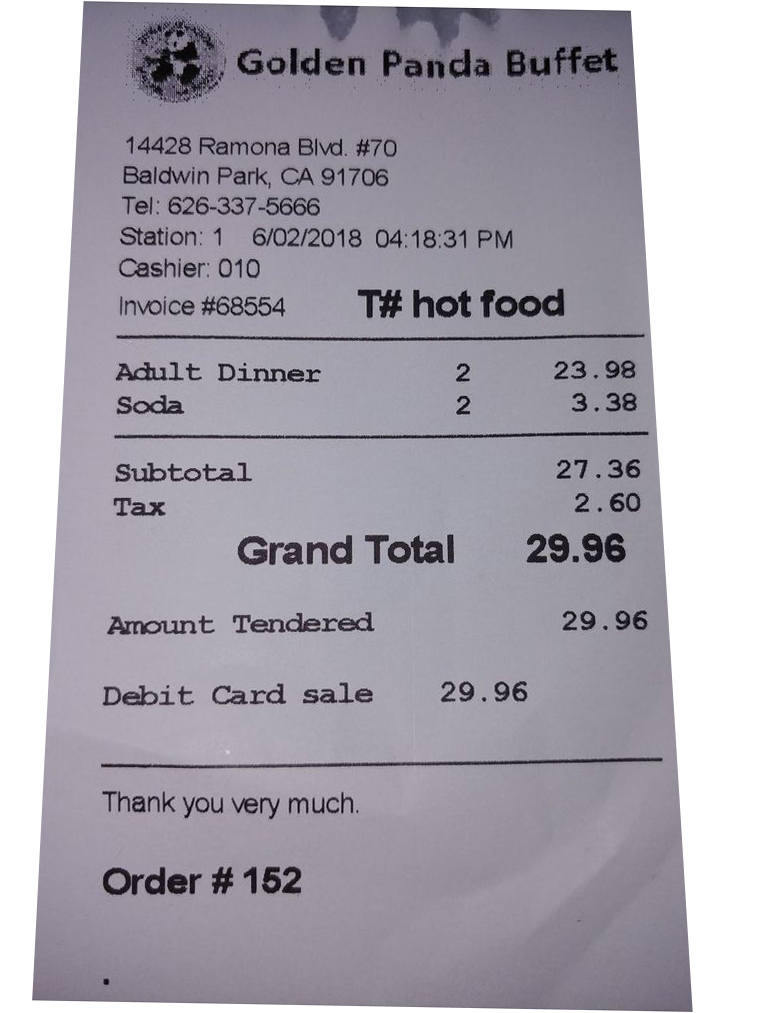 Golden Panda Buffet
14428 Ramona Blvd. #70
Baldwin Park, CA 91706
Tel: 626-337-5666
Station: 1 6/02/2018 04:18:31 PM
Cashier: 010
Invoice #68554 T# hot food
Adult Dinner 2 23.98
Soda 2 3.38
Subtotal 27.36
Tax 2.60
Grand Total 29.96
Amount Tendered 29.96
Debit Card sale 29.96
Thank you very much.
Order # 152
.